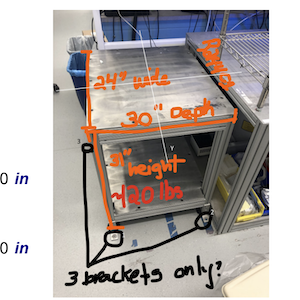 24" wide
30" Depth
31"
height
~120 lbs
Y
0 in
0 in
3 brackets only?